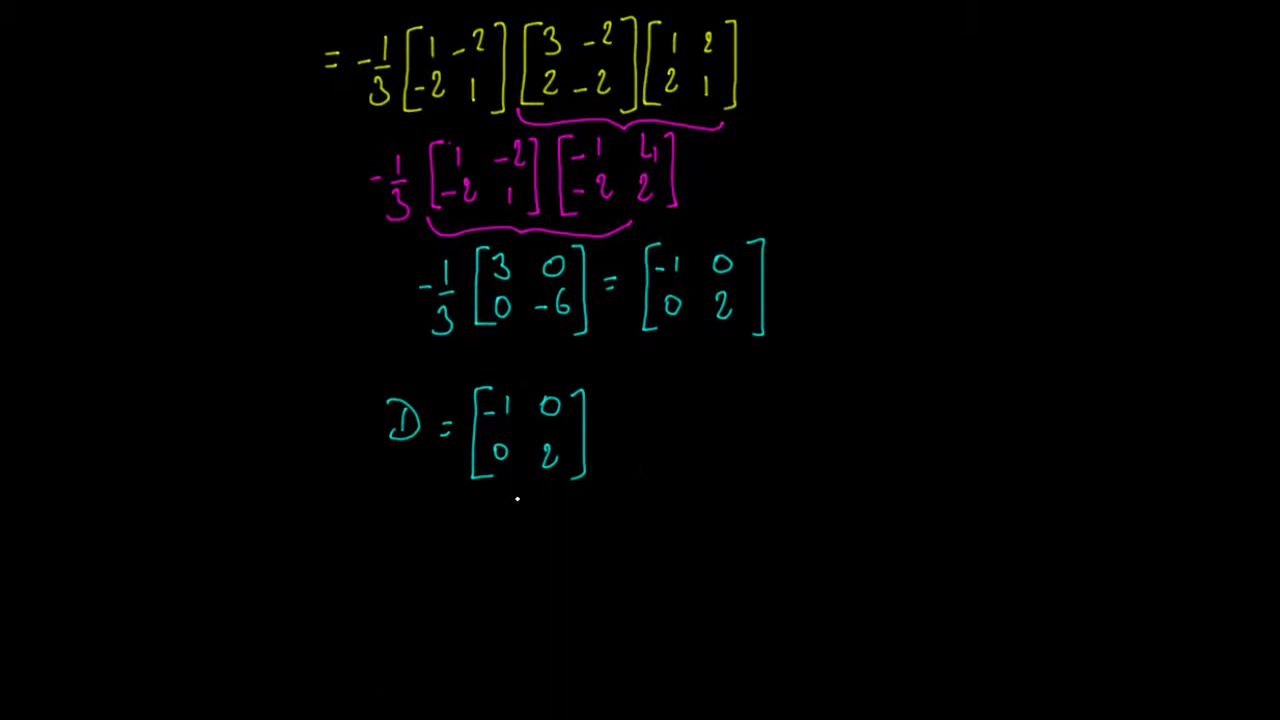 = -1/3 [1 -2; -2 1] [3 -2; 2 -2] [1 2; 2 1]
-1/3 [1 -2; -2 1] [-1 4; -2 2]
-1/3 [3 0; 0 -6] = [-1 0; 0 2]
D = [-1 0; 0 2]